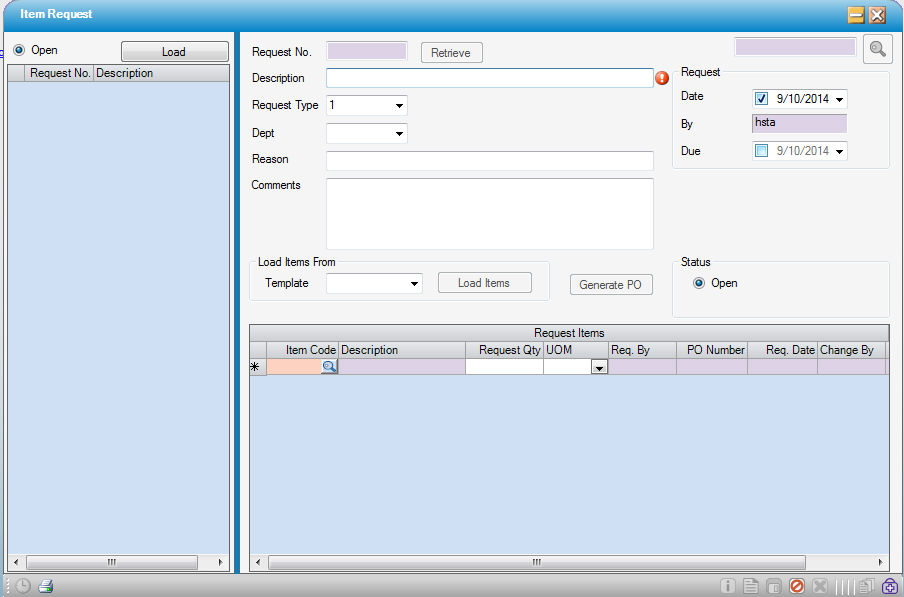 Item Request
Open
Load
Request No. Description
Request No.
Retrieve
Description
Request Type 1
Dept
Reason
Comments
Request
Date 9/10/2014
By hsta
Due 9/10/2014
Load Items From
Template
Load Items
Generate PO
Status
Open
Request Items
Item Code Description Request Qty UOM Req. By PO Number Req. Date Change By